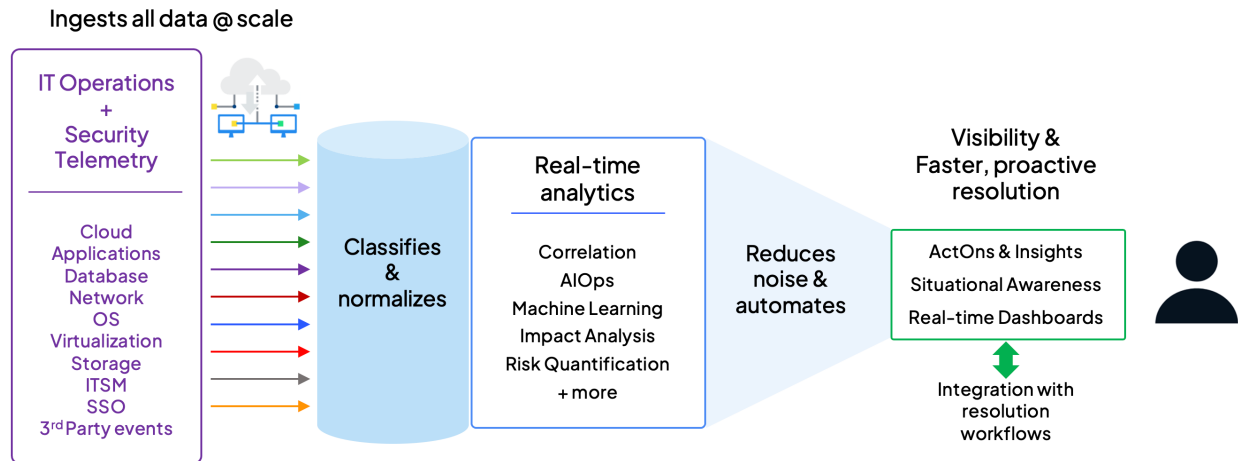 Ingests all data @ scale
IT Operations
+
Security
Telemetry
Cloud
Applications
Database
Network
OS
Virtualization
Storage
ITSM
SSO
3rd Party events
Classifies
&
normalizes
Real-time
analytics
Correlation
AIOps
Machine Learning
Impact Analysis
Risk Quantification
+ more
Reduces
noise &
automates
Visibility &
Faster, proactive
resolution
ActOns & Insights
Situational Awareness
Real-time Dashboards
Integration with
resolution
workflows